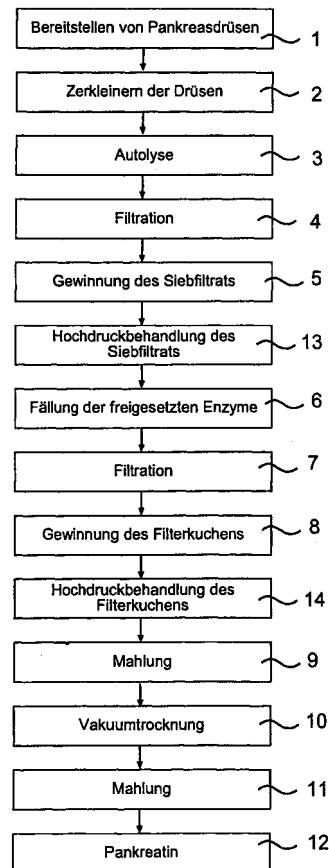 Bereitstellen von Pankreasdrüsen
1
Zerkleinern der Drüsen
2
Autolyse
3
Filtration
4
Gewinnung des Siebfiltrats
5
Hochdruckbehandlung des
Siebfiltrats
13
Fällung der freigesetzten Enzyme
6
Filtration
7
Gewinnung des Filterkuchens
8
Hochdruckbehandlung des
Filterkuchens
14
Mahlung
9
Vakuumtrocknung
10
Mahlung
11
Pankreatin
12